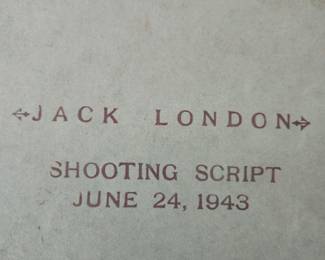 JACK LONDON
SHOOTING SCRIPT
JUNE 24, 1943